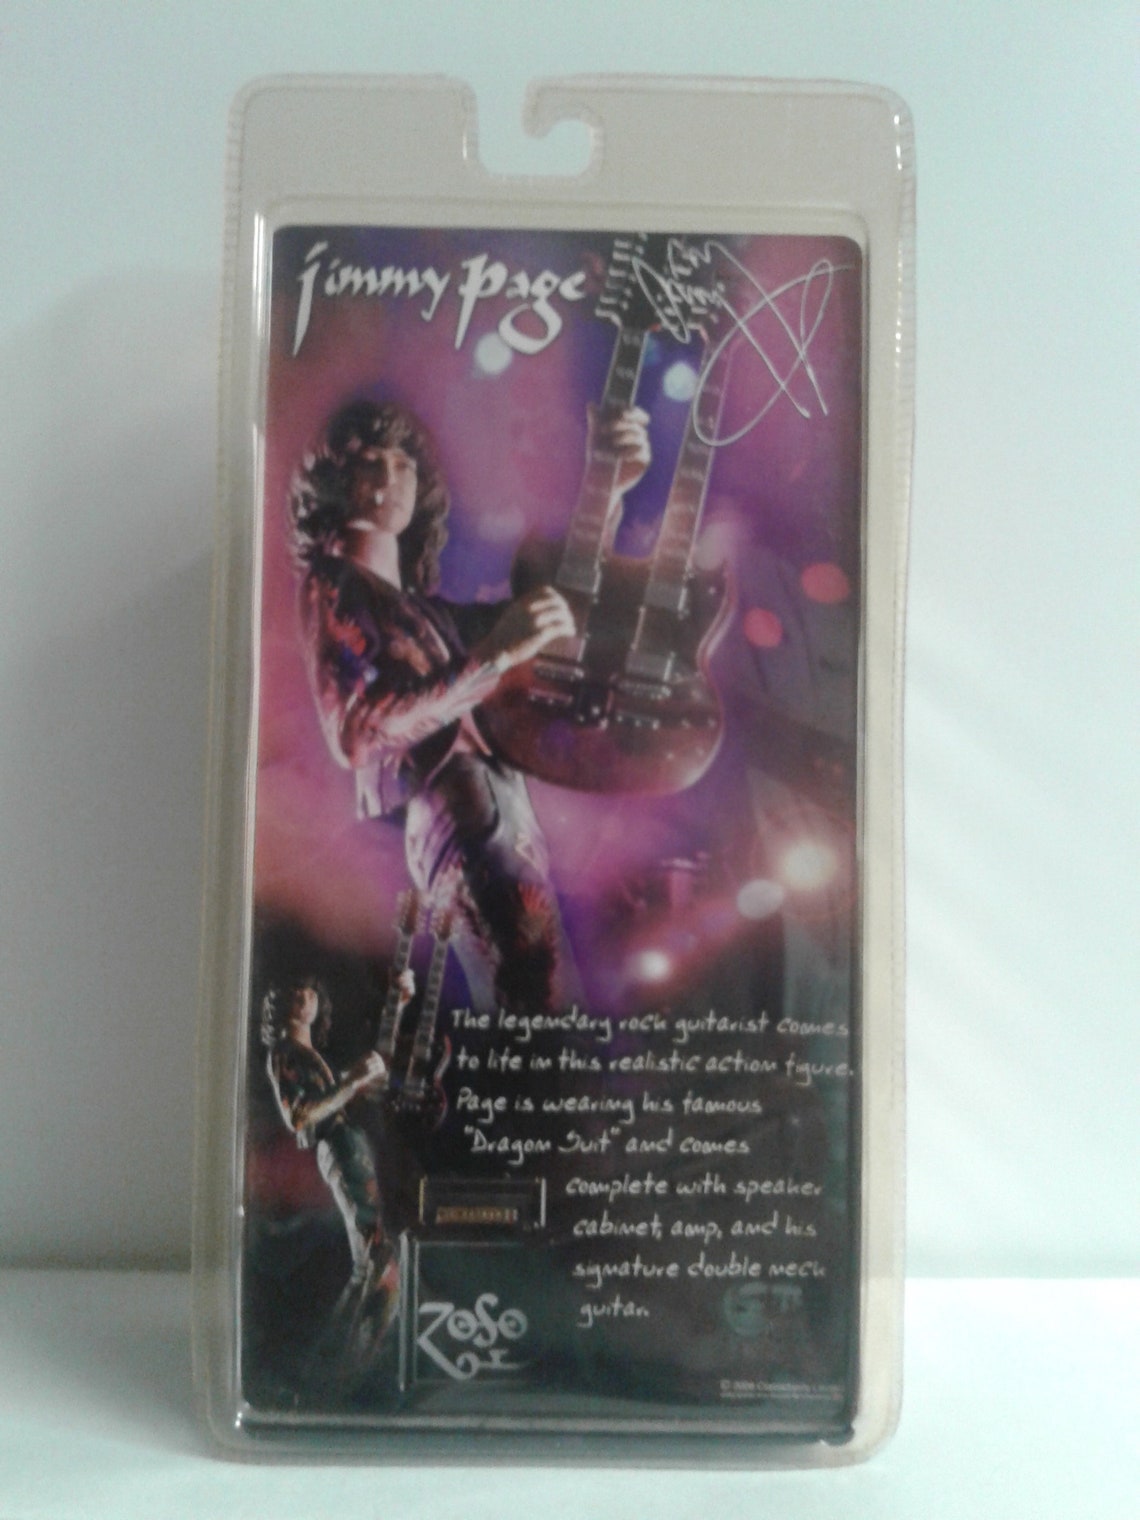 jimmy page
The legendary rock guitarist comes
to life in this realistic action figure.
Page is wearing his famous
"Dragon Suit" and comes
complete with speaker
cabinet, amp, and his
signature double neck
guitar.
ZOSO